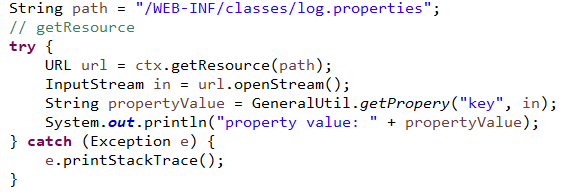 String path = "/WEB-INF/classes/log.properties";
// getResource
try {
    URL url = ctx.getResource(path);
    InputStream in = url.openStream();
    String propertyValue = GeneralUtil.getPropery("key", in);
    System.out.println("property value: " + propertyValue);
} catch (Exception e) {
    e.printStackTrace();
}